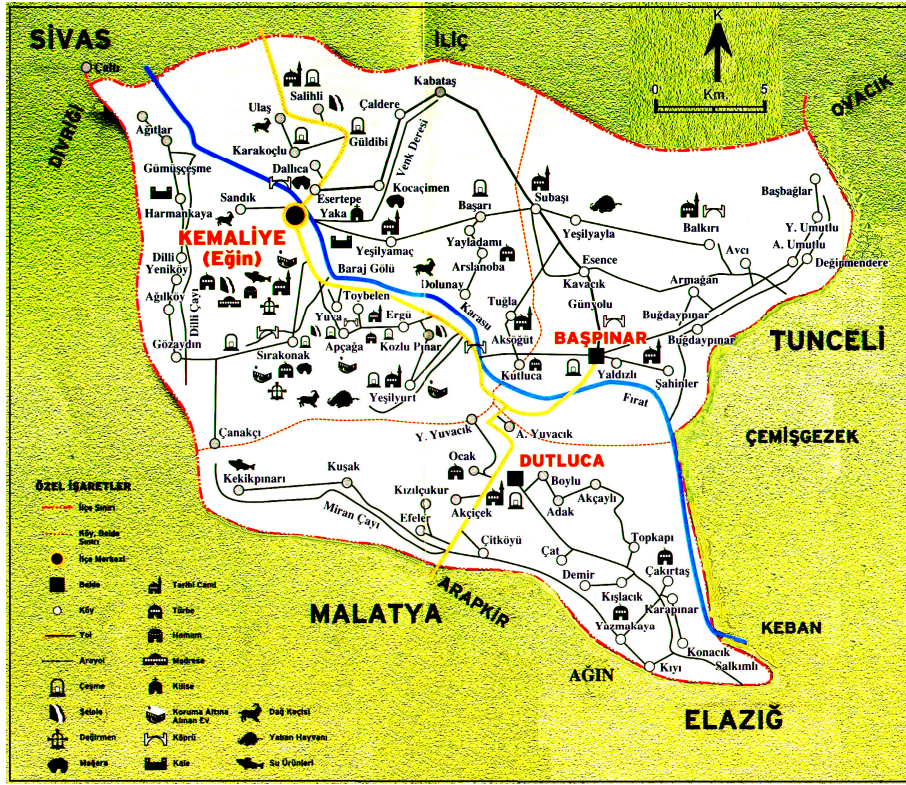 SİVAS
İLİÇ
K
Km.
0
5
OVACIK
DİVRİĞİ
Çaltı
Kabataş
Salihli
Çaldere
Ulaş
Güldibi
Ağıtlar
Karakoçlu
Venk Deresi
Gümüşçeşme
Dallıca
Kocaçimen
Başbağlar
Harmankaya
Sandık
Esertepe
Yaka
Başarı
Subaşı
Yeşilyayla
Balkırı
Y. Umutlu
KEMALİYE
(Eğin)
Yeşilyamaç
Yayladamı
Avcı
A. Umutlu
Dilli
Yeniköy
Baraj Gölü
Arslanoba
Esence
Değirmendere
Dolunay
Kavacık
Armağan
Ağılköy
Dilli Çayı
Toybelen
Karasu
Günyolu
Yuva
Ergü
Tuğla
Buğdaypınar
Gözaydın
Apçağa
Aksöğüt
BAŞPINAR
Buğdaypınar
TUNCELİ
Sırakonak
Kozlu Pınar
Kutluca
Yaldızlı
Şahinler
Yeşilyurt
Fırat
Çanakçı
Y. Yuvacık
A. Yuvacık
ÇEMİŞGEZEK
Ocak
DUTLUCA
Kekikpınarı
Kuşak
Boylu
Kızılçukur
Akçiçek
Adak
Akçaylı
Miran Çayı
Efeler
Çitköyü
Çat
Topkapı
Demir
Çakırtaş
ARAPKİR
Kışlacık
Karapınar
MALATYA
Yazmakaya
KEBAN
Konacık
AĞIN
Kıyı
Salkımlı
ELAZIĞ
ÖZEL İŞARETLER
İlçe Sınırı
Köy, Belde
Sınırı
İlçe Merkezi
Belde
Köy
Yol
Arayol
Çeşme
Şelale
Değirmen
Mağara
Tarihi Cami
Türbe
Hamam
Medrese
Kilise
Koruma Altına
Alınan Ev
Köprü
Kale
Dağ Keçisi
Yaban Hayvanı
Su Ürünleri